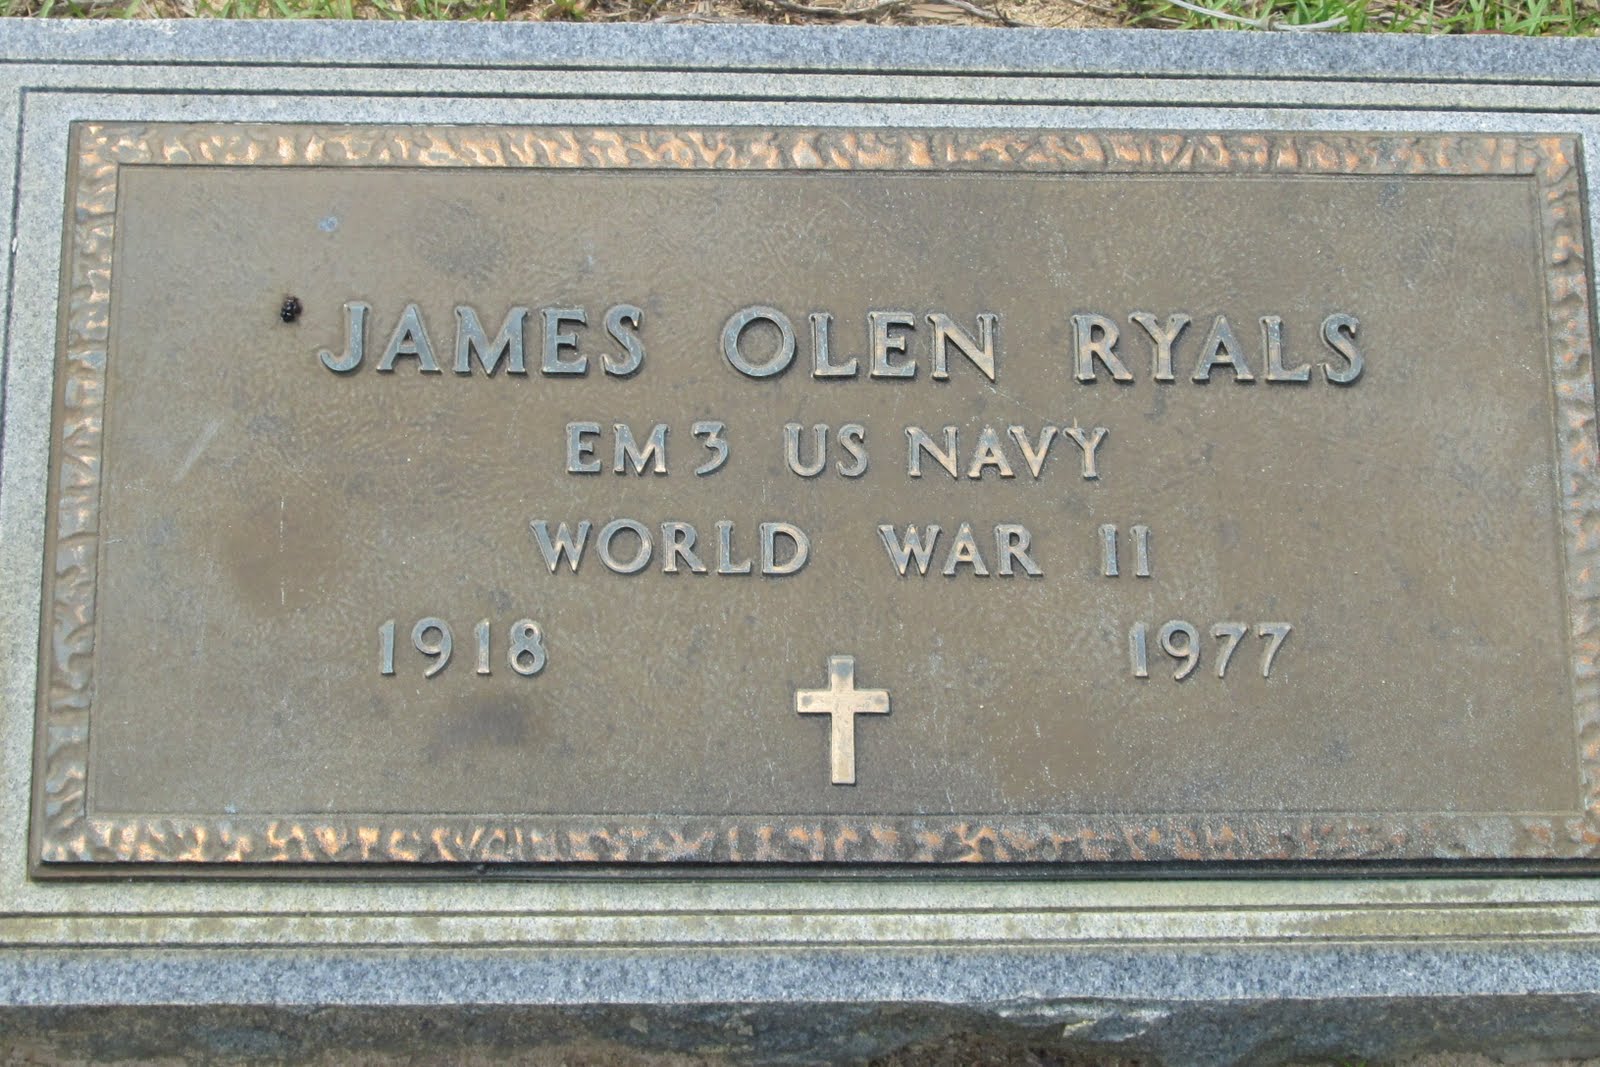 JAMES OLEN RYALS
EM3 US NAVY
WORLD WAR II
1918 1977